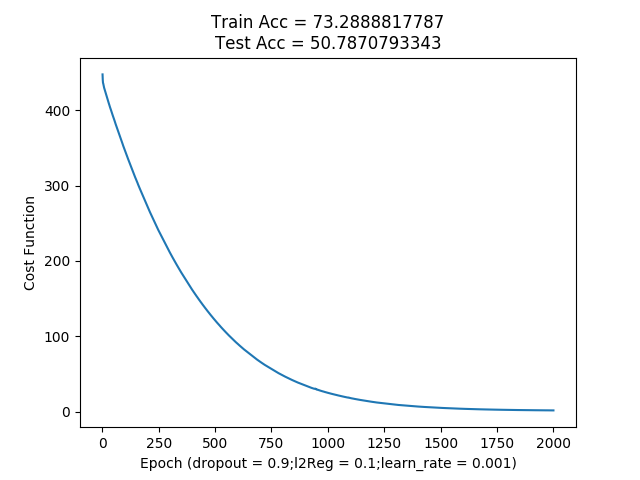 Train Acc = 73.2888817787
Test Acc = 50.7870793343
400
300
200
100
0
Cost Function
0 250 500 750 1000 1250 1500 1750 2000
Epoch (dropout = 0.9;l2Reg = 0.1;learn_rate = 0.001)